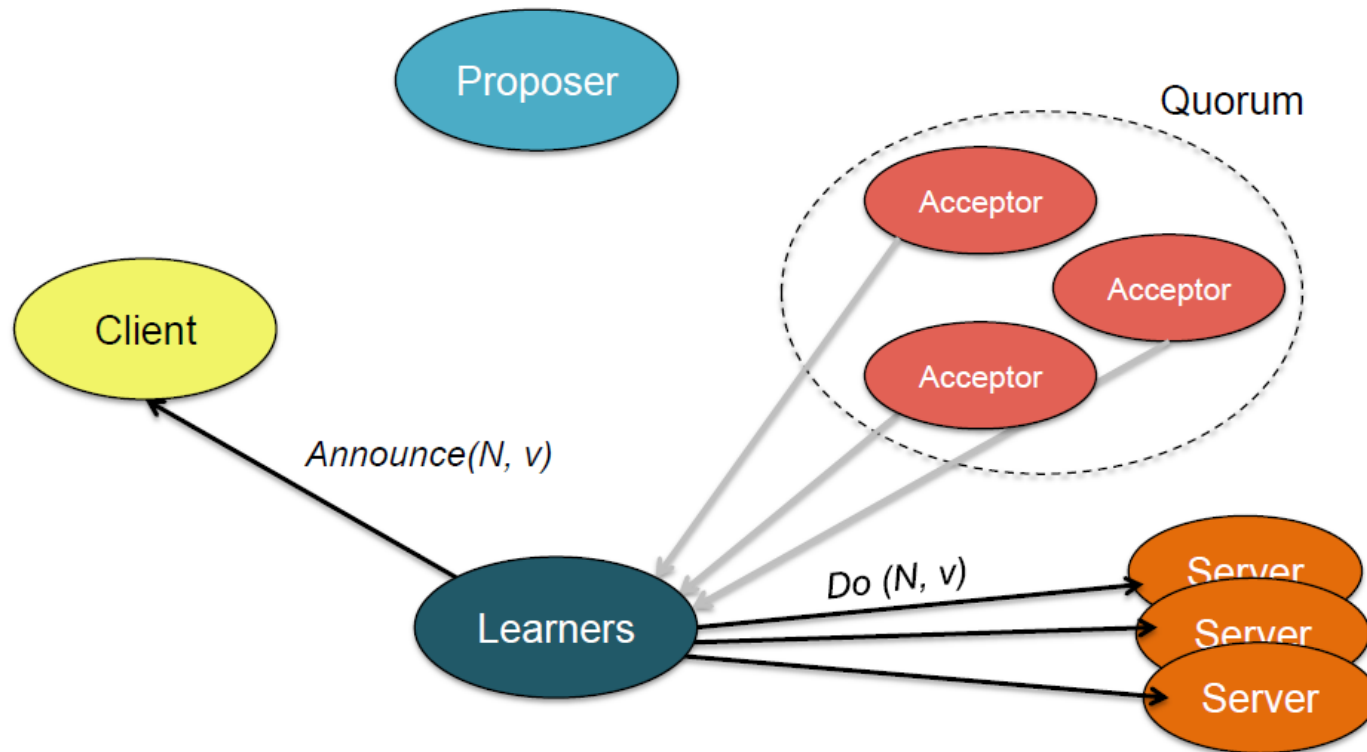 Proposer
Quorum
Acceptor
Acceptor
Client
Acceptor
Announce(N, v)
Do (N, v)
Server
Learners
Server
Server